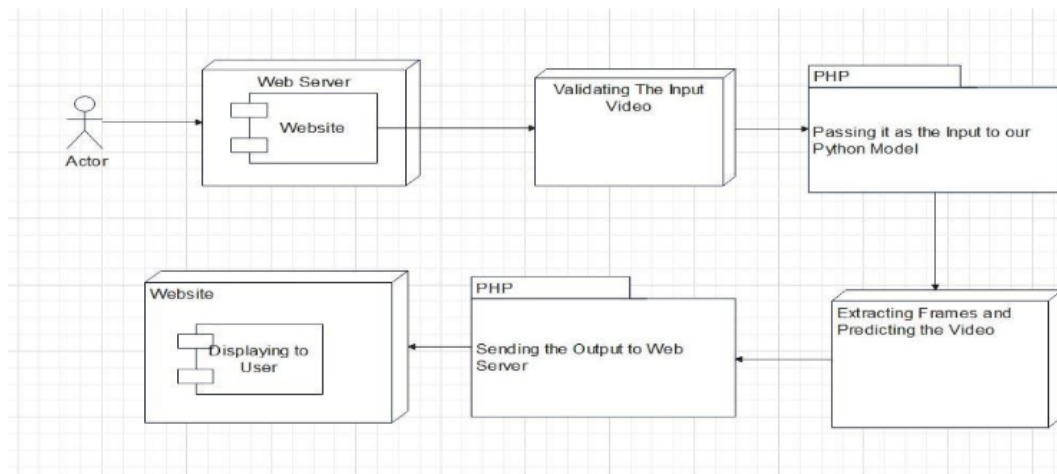 Web Server
Website
Actor
Validating The Input
Video
PHP
Passing it as the Input to our
Python Model
Extracting Frames and
Predicting the Video
PHP
Sending the Output to Web
Server
Website
Displaying to
User